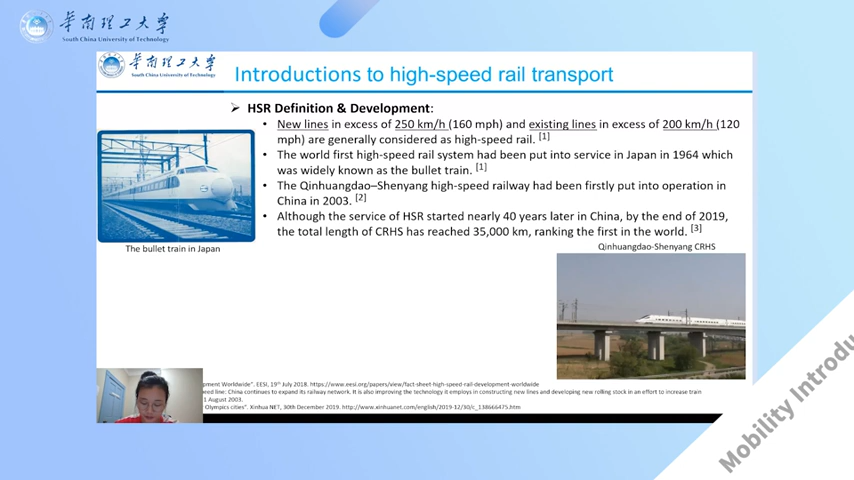 華南理工大学
South China University of Technology
華南理工大学
South China University of Technology
Introductions to high-speed rail transport
➢ HSR Definition & Development:
• New lines in excess of 250 km/h (160 mph) and existing lines in excess of 200 km/h (120
mph) are generally considered as high-speed rail. [1]
• The world first high-speed rail system had been put into service in Japan in 1964 which
was widely known as the bullet train. [1]
• The Qinhuangdao–Shenyang high-speed railway had been firstly put into operation in
China in 2003. [2]
• Although the service of HSR started nearly 40 years later in China, by the end of 2019,
the total length of CRHS has reached 35,000 km, ranking the first in the world. [3]
The bullet train in Japan
Qinhuangdao-Shenyang CRHS
pment Worldwide". EESI, 19th July 2018. https://www.eesi.org/papers/view/fact-sheet-high-speed-rail-development-worldwide
eed line: China continues to expand its railway network. It is also improving the technology it employs in constructing new lines and developing new rolling stock in an effort to increase train
1 August 2003.
Olympics cities". Xinhua NET, 30th December 2019. http://www.xinhuanet.com/english/2019-12/30/c_138666475.htm
Mobility Introdu